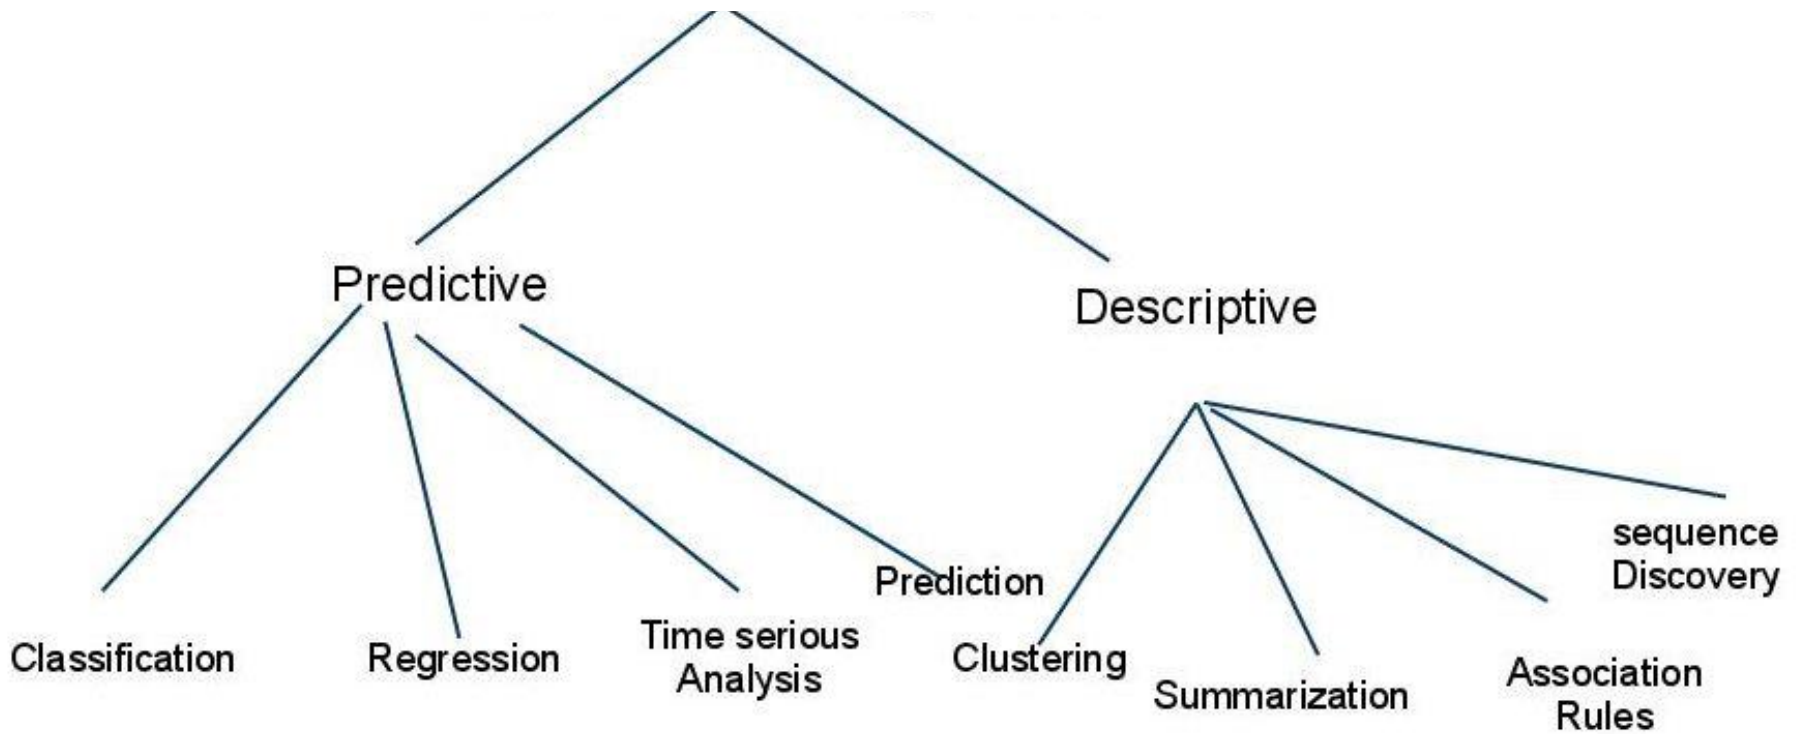 Predictive
Descriptive
sequence
Discovery
Prediction
Time serious
Analysis
Classification
Regression
Clustering
Summarization
Association
Rules